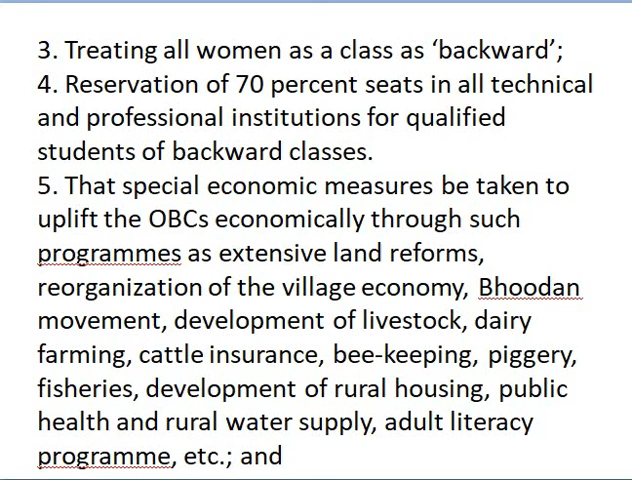 3. Treating all women as a class as ‘backward’;
4. Reservation of 70 percent seats in all technical
and professional institutions for qualified
students of backward classes.
5. That special economic measures be taken to
uplift the OBCs economically through such
programmes as extensive land reforms,
reorganization of the village economy, Bhoodan
movement, development of livestock, dairy
farming, cattle insurance, bee-keeping, piggery,
fisheries, development of rural housing, public
health and rural water supply, adult literacy
programme, etc.; and